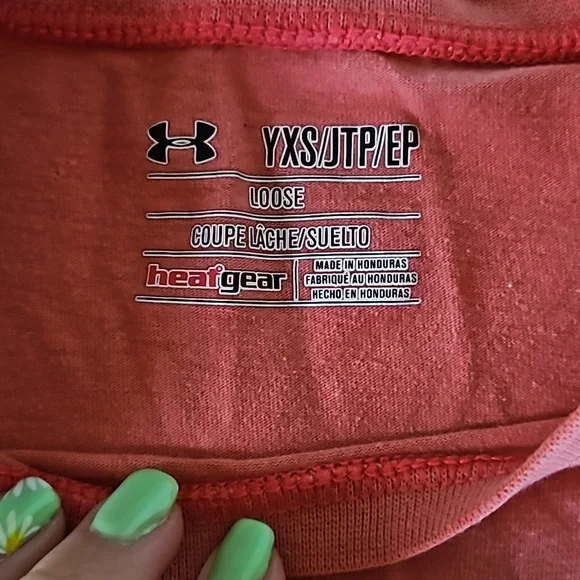 YXS/JTP/EP
LOOSE
COUPE LÂCHE/SUELTO
heatgear
MADE IN HONDURAS
FABRIQUÉ AU HONDURAS
HECHO EN HONDURAS